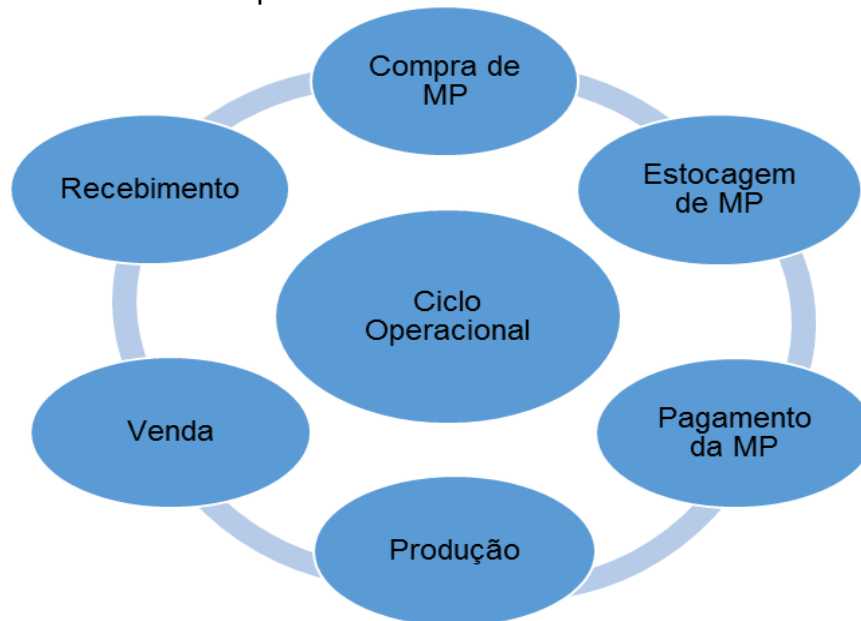 Compra de
MP
Estocagem
de MP
Pagamento
da MP
Produção
Venda
Recebimento
Ciclo
Operacional